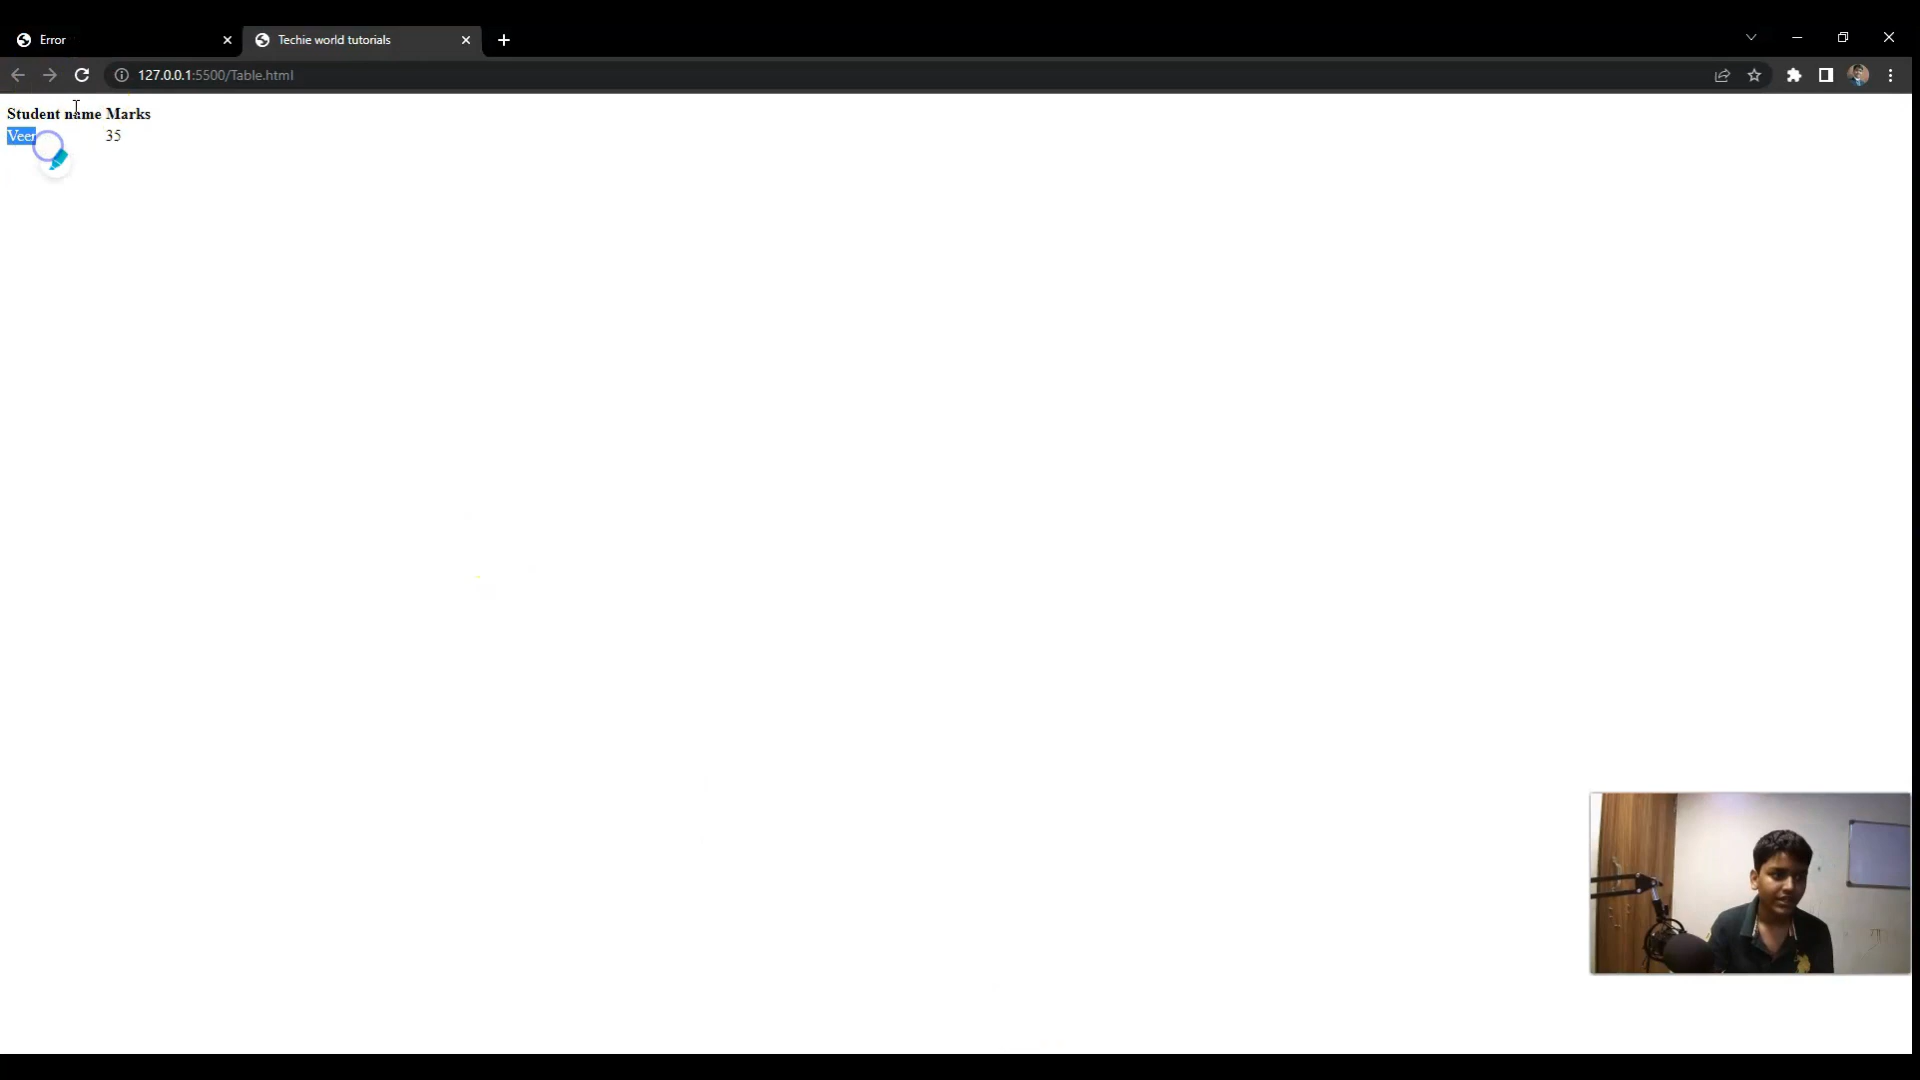 Error
Techie world tutorials
127.0.0.1:5500/Table.html
Student name Marks
Veer 35